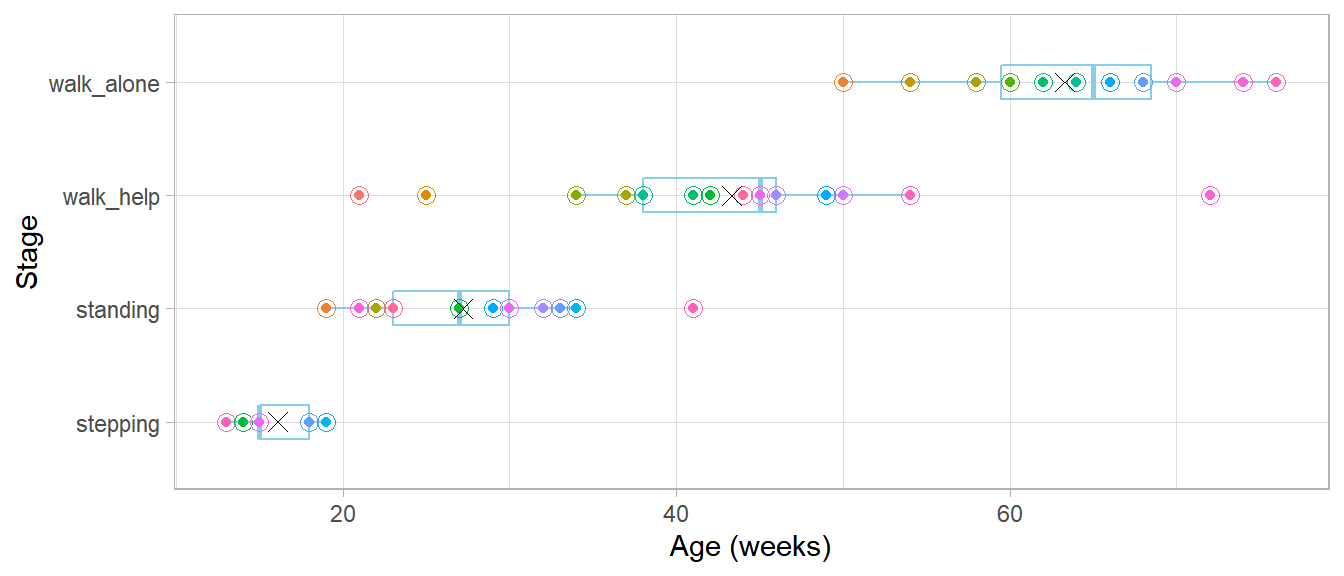 walk_alone
walk_help
standing
stepping
Stage
20 40 60
Age (weeks)